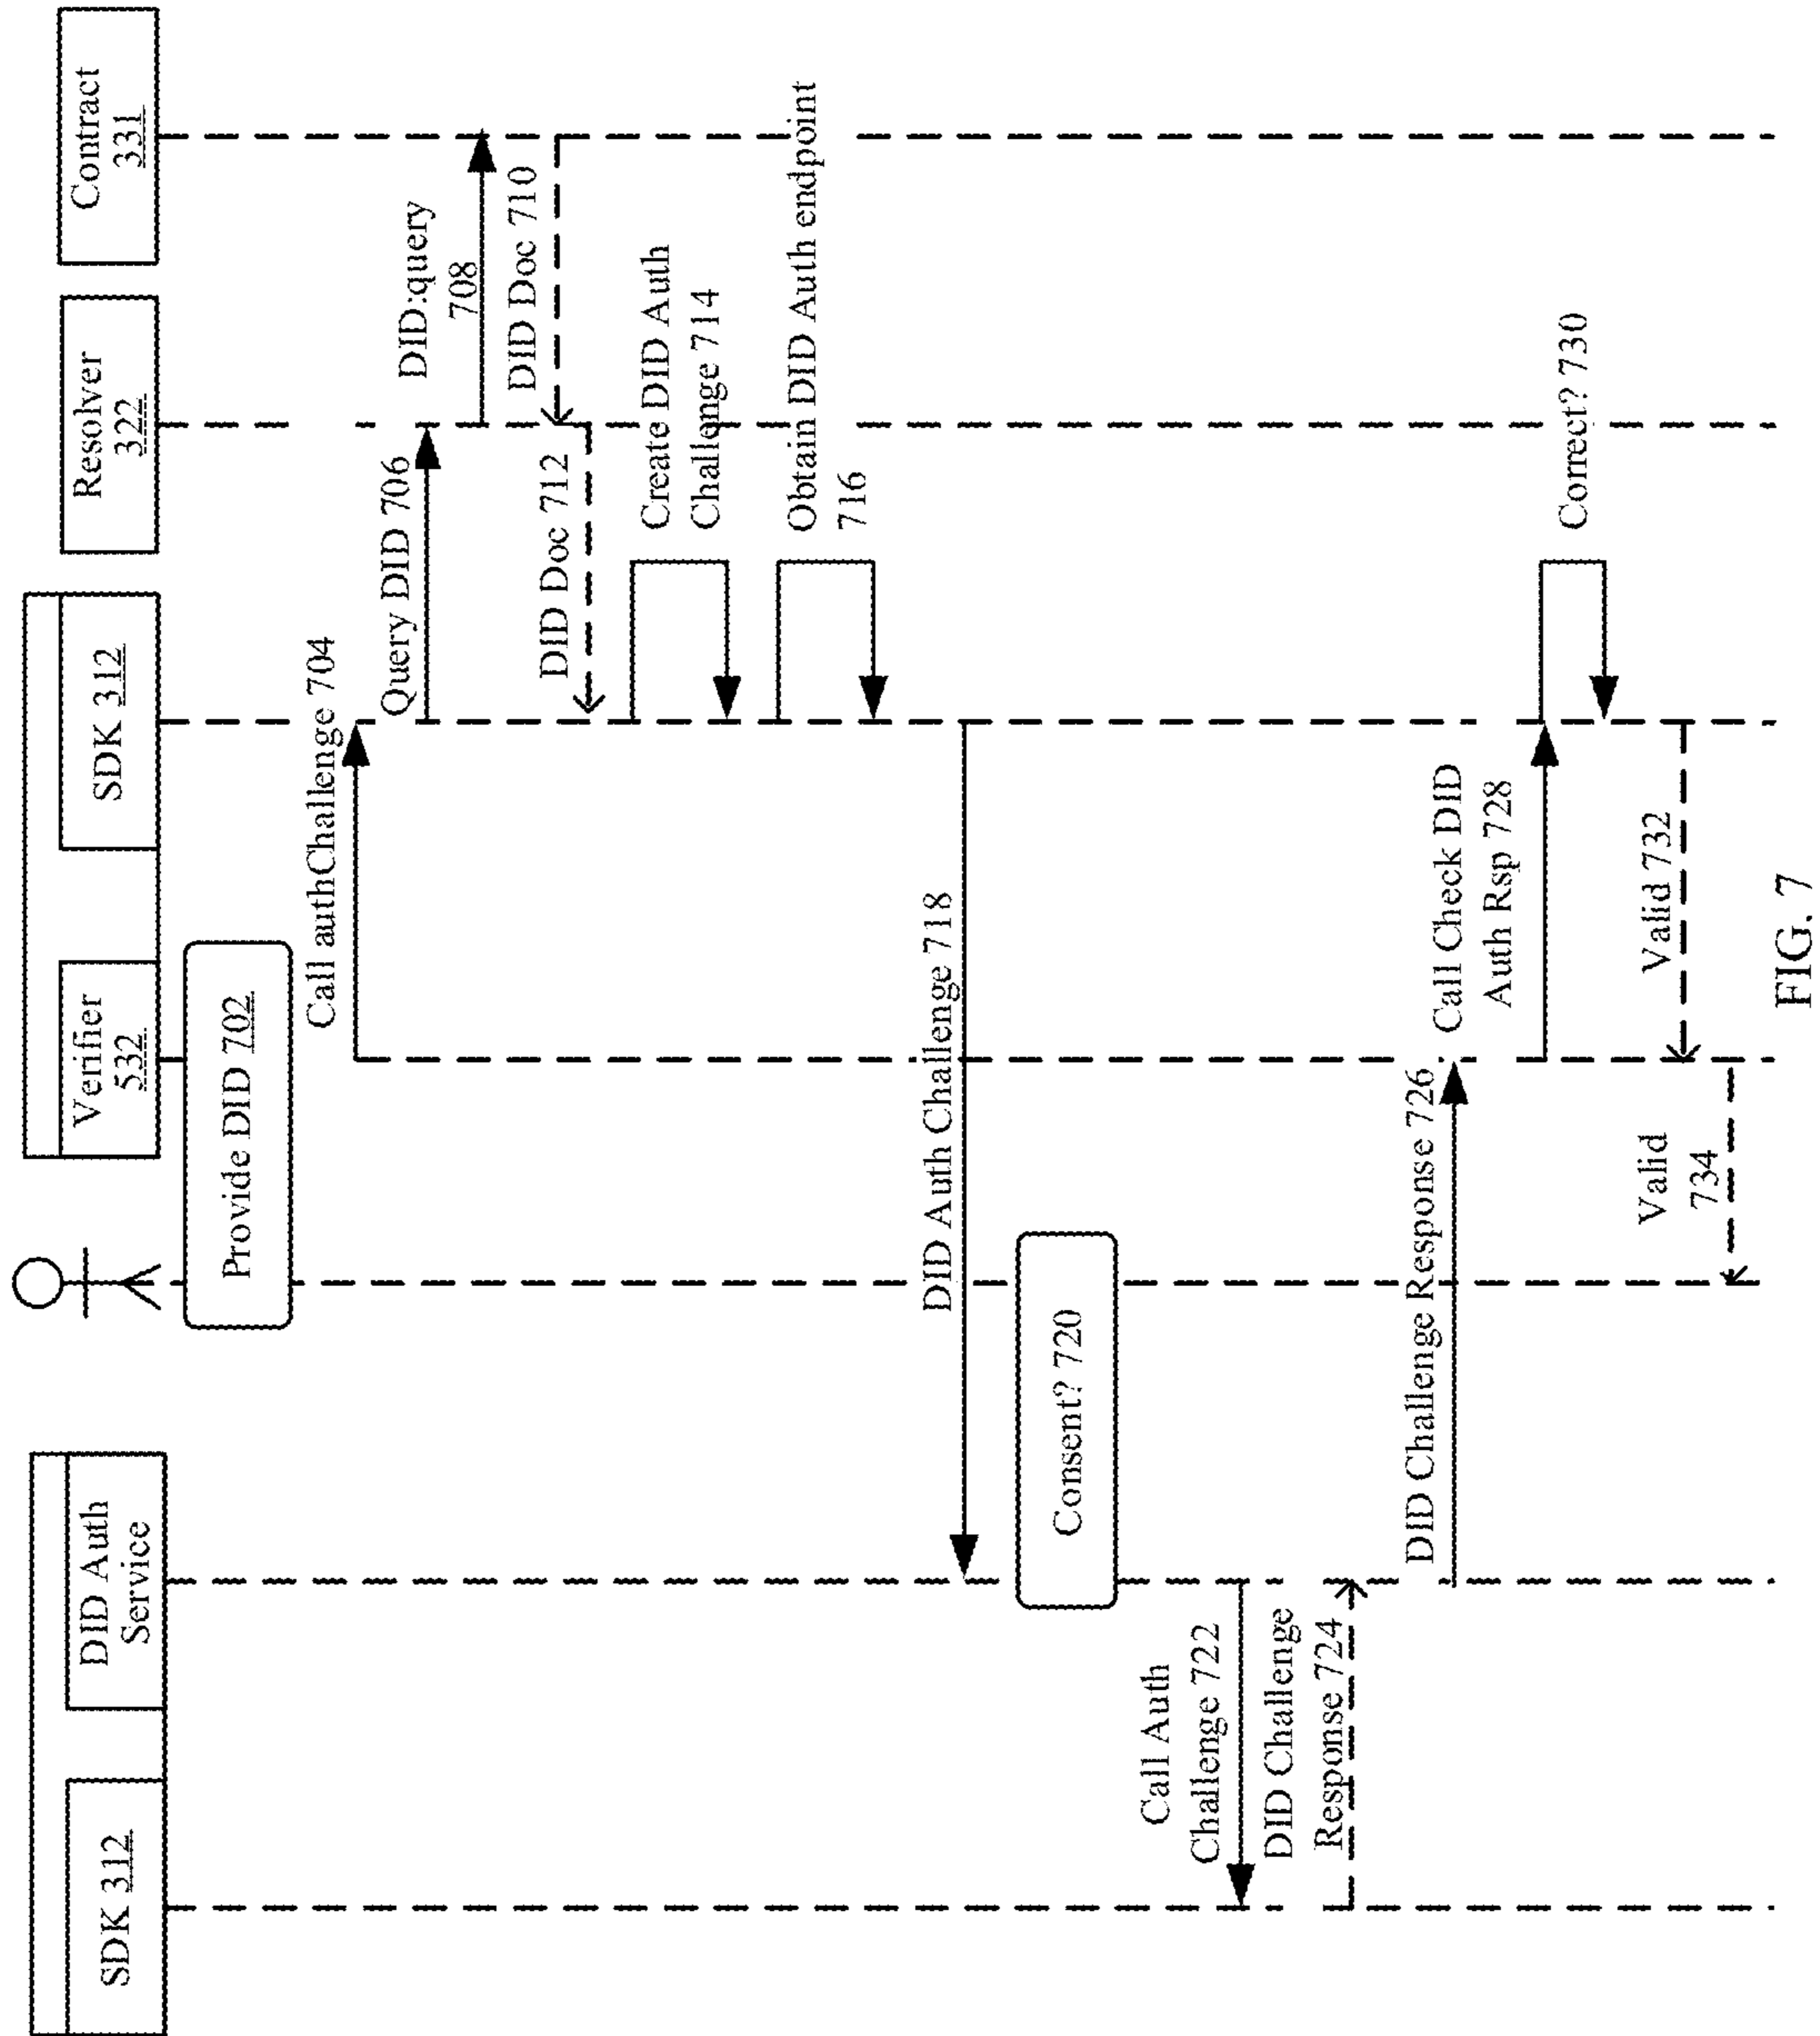 SDK 312
DID Auth
Service
Verifier
532
SDK 312
Resolver
322
Contract
331
Provide DID 702
Call authChallenge 704
Query DID 706
DID:query
708
DID Doc 710
DID Doc 712
Create DID Auth
Challenge 714
Obtain DID Auth endpoint
716
DID Auth Challenge 718
Consent? 720
Call Auth
Challenge 722
DID Challenge
Response 724
DID Challenge Response 726
Call Check DID
Auth Rsp 728
Correct? 730
Valid 732
Valid
734
FIG. 7